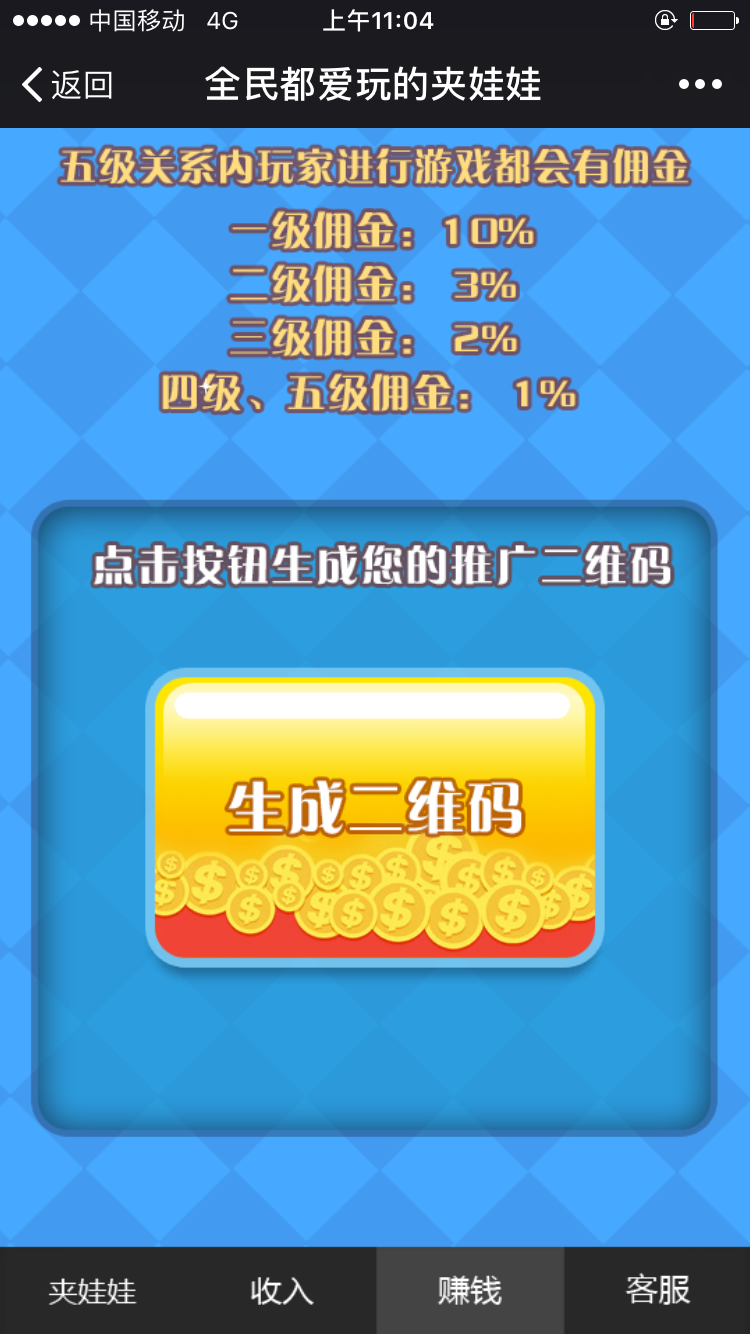 中国移动 4G 上午11:04
返回 全民都爱玩的夹娃娃
五级关系内玩家进行游戏都会有佣金
一级佣金：10%
二级佣金： 3%
三级佣金： 2%
四级、五级佣金： 1%
点击按钮生成您的推广二维码
生成二维码
夹娃娃 收入 赚钱 客服